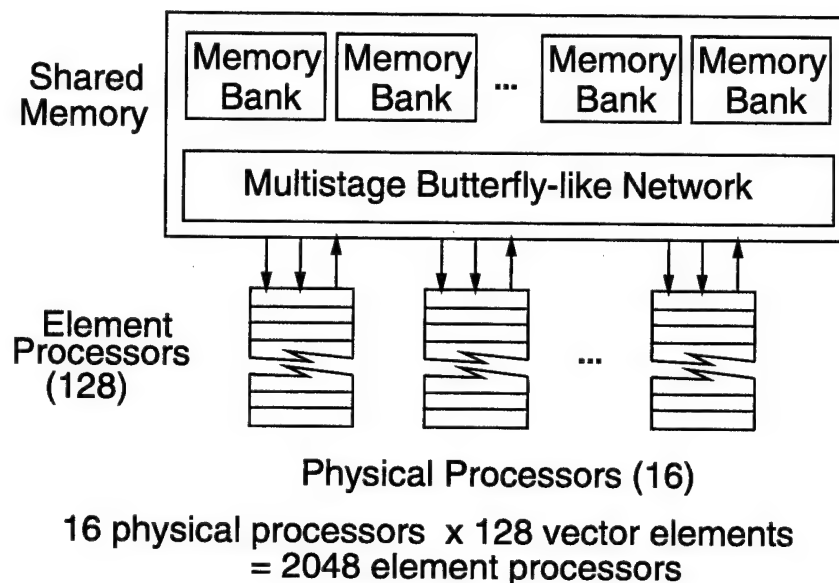 Shared
Memory
Memory
Bank
Memory
Bank
...
Memory
Bank
Memory
Bank
Multistage Butterfly-like Network
Element
Processors
(128)
...
Physical Processors (16)
16 physical processors x 128 vector elements
= 2048 element processors